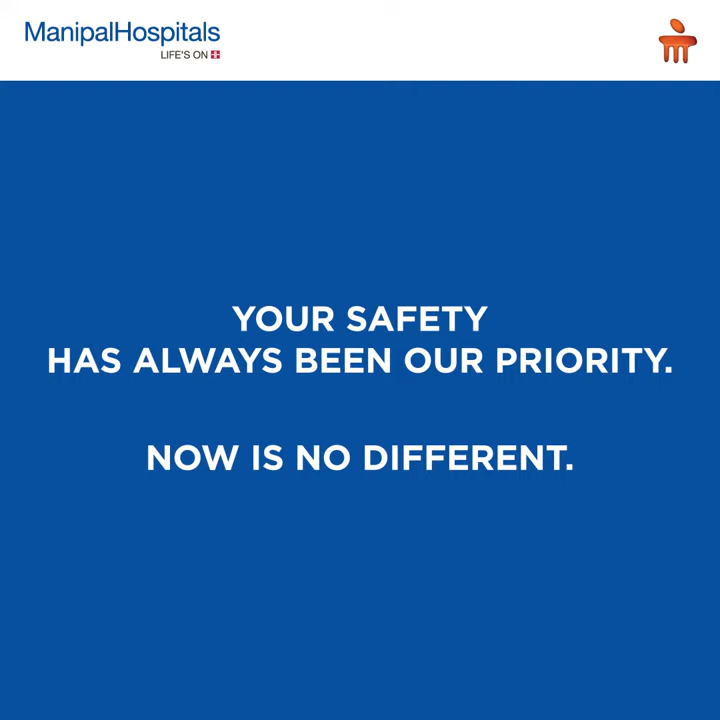 ManipalHospitals
LIFE'S ON
YOUR SAFETY
HAS ALWAYS BEEN OUR PRIORITY.
NOW IS NO DIFFERENT.